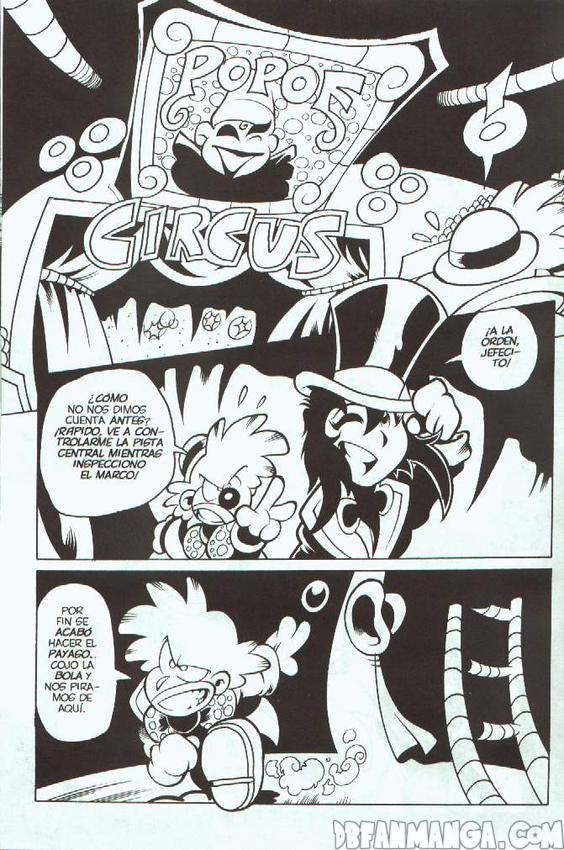 POPOF
CIRCUS
6
¡A LA
ORDEN,
JEFECI-
TO!
¿CÓMO
NO NOS DIMOS
CUENTA ANTES?
¡RÁPIDO, VE A CON-
TROLARME LA PISTA
CENTRAL MIENTRAS
INSPECCIONO
EL MARCO!
POR
FIN SE
ACABÓ
HACER EL
PAYASO..
COJO LA
BOLA Y
NOS PIRA-
MOS DE
AQUÍ.
DBFANMANGA.COM